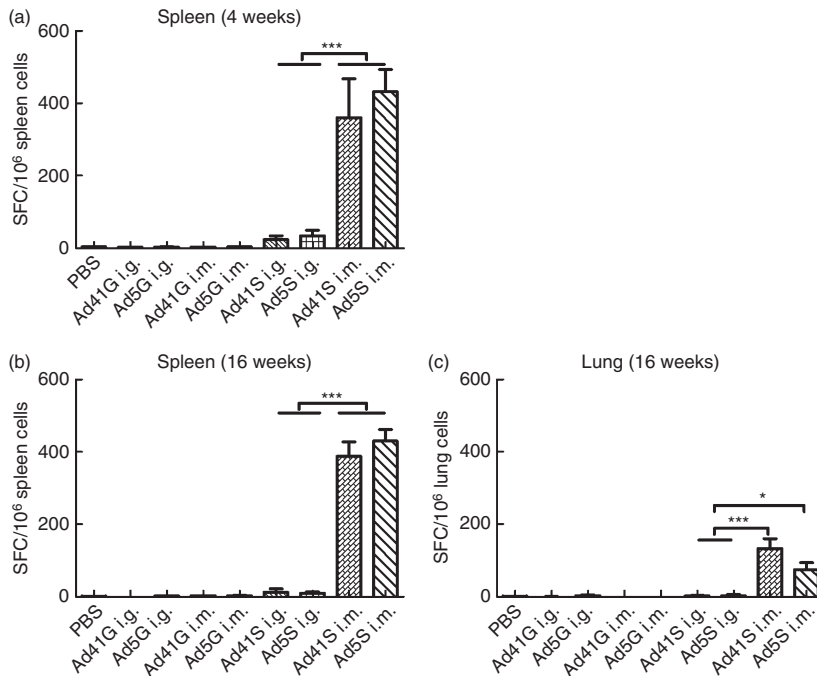 (a) Spleen (4 weeks)
600
400
200
0
SFC/10⁶ spleen cells
***
PBS
Ad41G i.g.
Ad5G i.g.
Ad41G i.m.
Ad5G i.m.
Ad41S i.g.
Ad5S i.g.
Ad41S i.m.
Ad5S i.m.
(b) Spleen (16 weeks)
600
400
200
0
SFC/10⁶ spleen cells
***
PBS
Ad41G i.g.
Ad5G i.g.
Ad41G i.m.
Ad5G i.m.
Ad41S i.g.
Ad5S i.g.
Ad41S i.m.
Ad5S i.m.
(c) Lung (16 weeks)
600
400
200
0
SFC/10⁶ lung cells
*
***
PBS
Ad41G i.g.
Ad5G i.g.
Ad41G i.m.
Ad5G i.m.
Ad41S i.g.
Ad5S i.g.
Ad41S i.m.
Ad5S i.m.